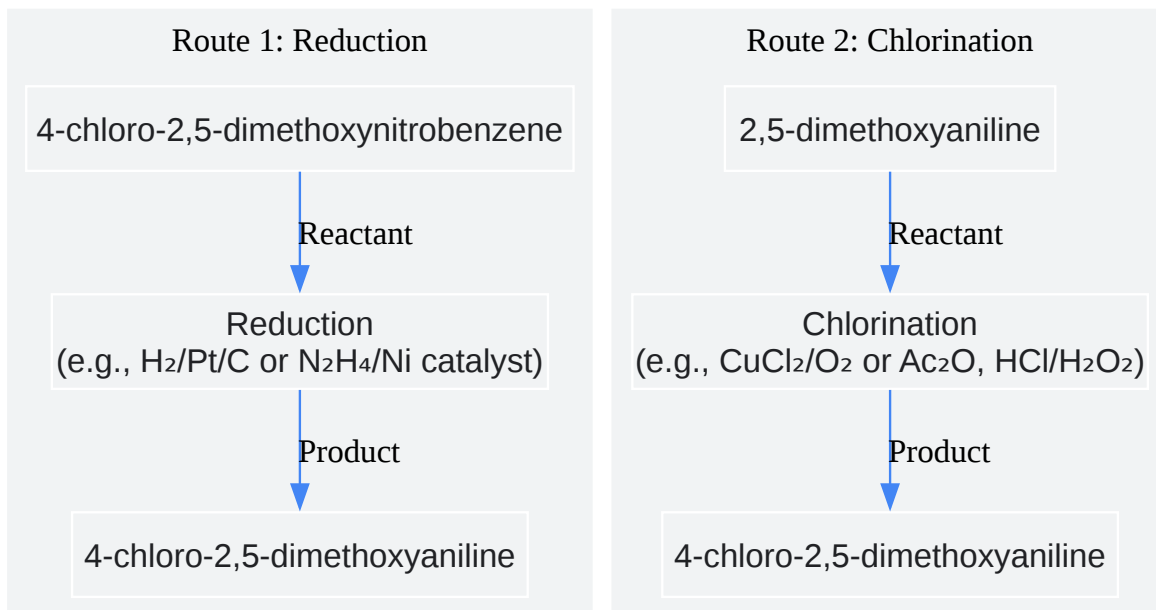 Route 1: Reduction
4-chloro-2,5-dimethoxynitrobenzene
Reactant
Reduction
(e.g., H₂/Pt/C or N₂H₄/Ni catalyst)
Product
4-chloro-2,5-dimethoxyaniline
Route 2: Chlorination
2,5-dimethoxyaniline
Reactant
Chlorination
(e.g., CuCl₂/O₂ or Ac₂O, HCl/H₂O₂)
Product
4-chloro-2,5-dimethoxyaniline